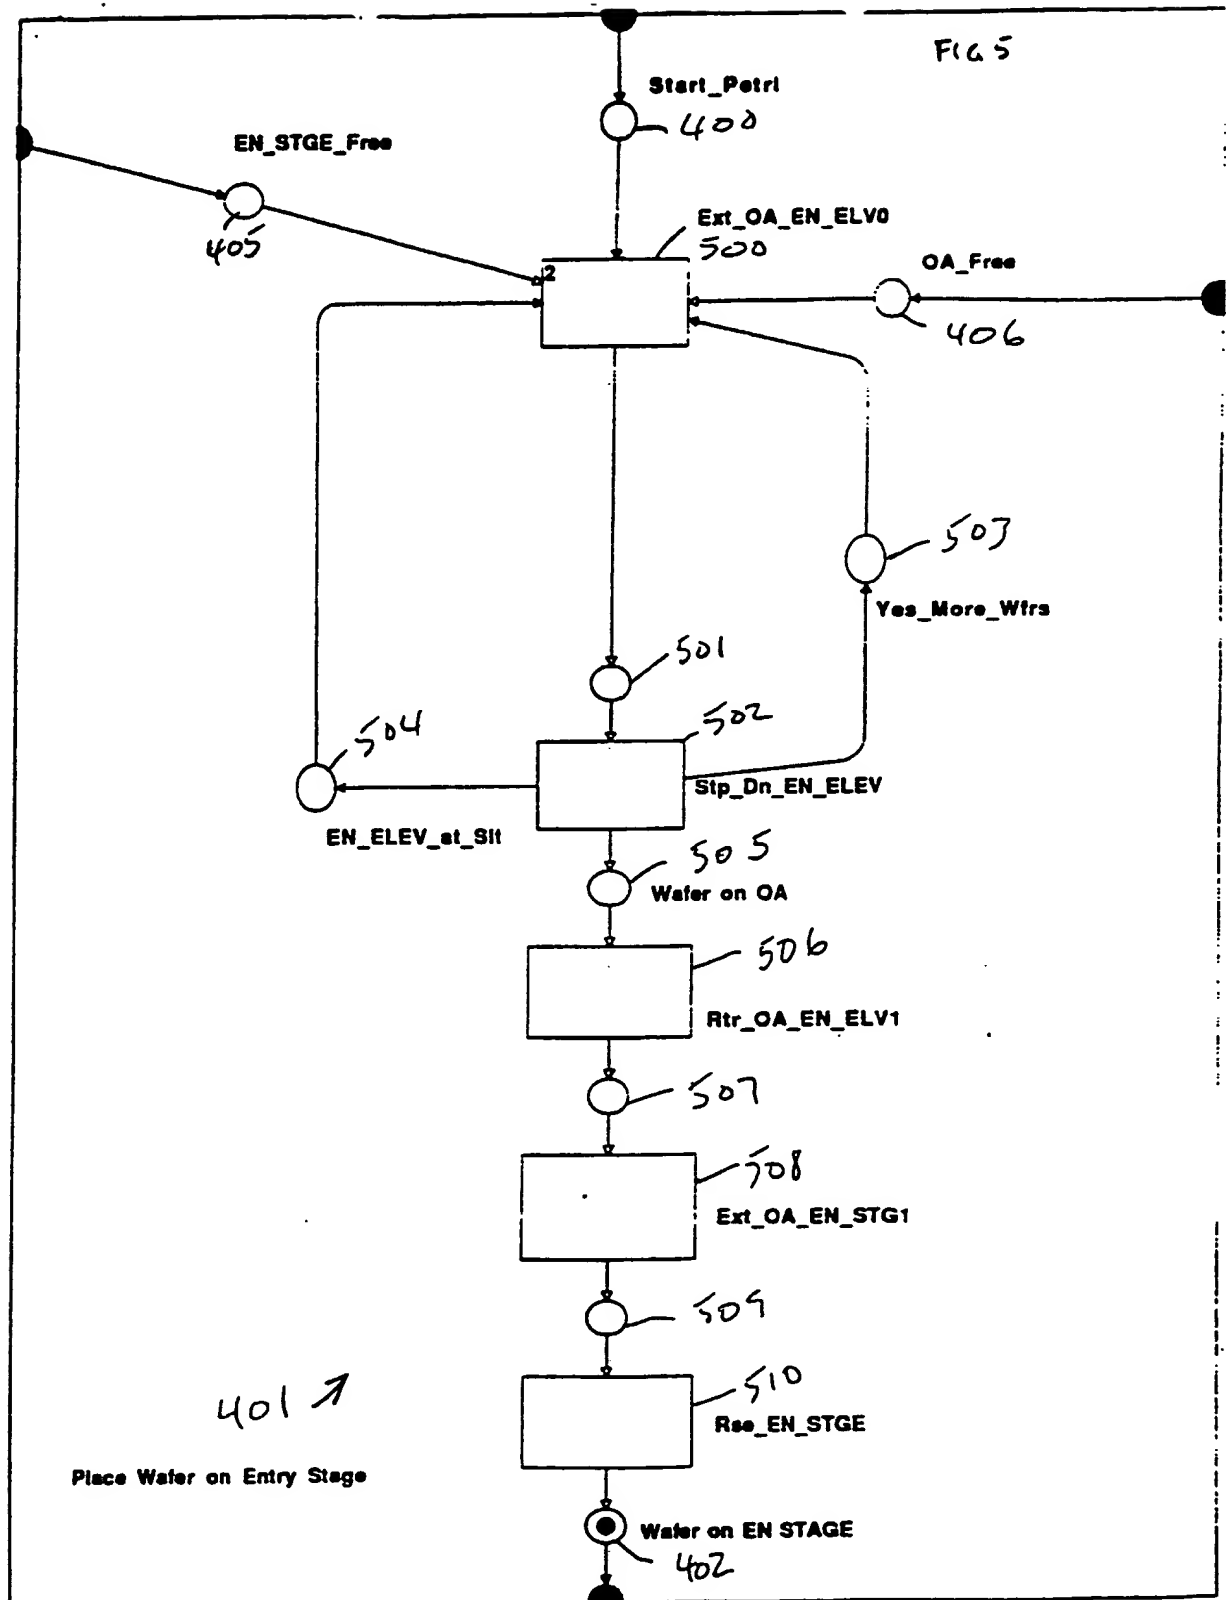 FIG 5
Start_Petri
400
EN_STGE_Free
405
Ext_OA_EN_ELV0
500
2
OA_Free
406
503
Yes_More_Wfrs
501
502
504
Stp_Dn_EN_ELEV
EN_ELEV_at_Slt
505
Wafer on OA
506
Rtr_OA_EN_ELV1
507
508
Ext_OA_EN_STG1
509
510
401
Rse_EN_STGE
Place Wafer on Entry Stage
Wafer on EN STAGE
402